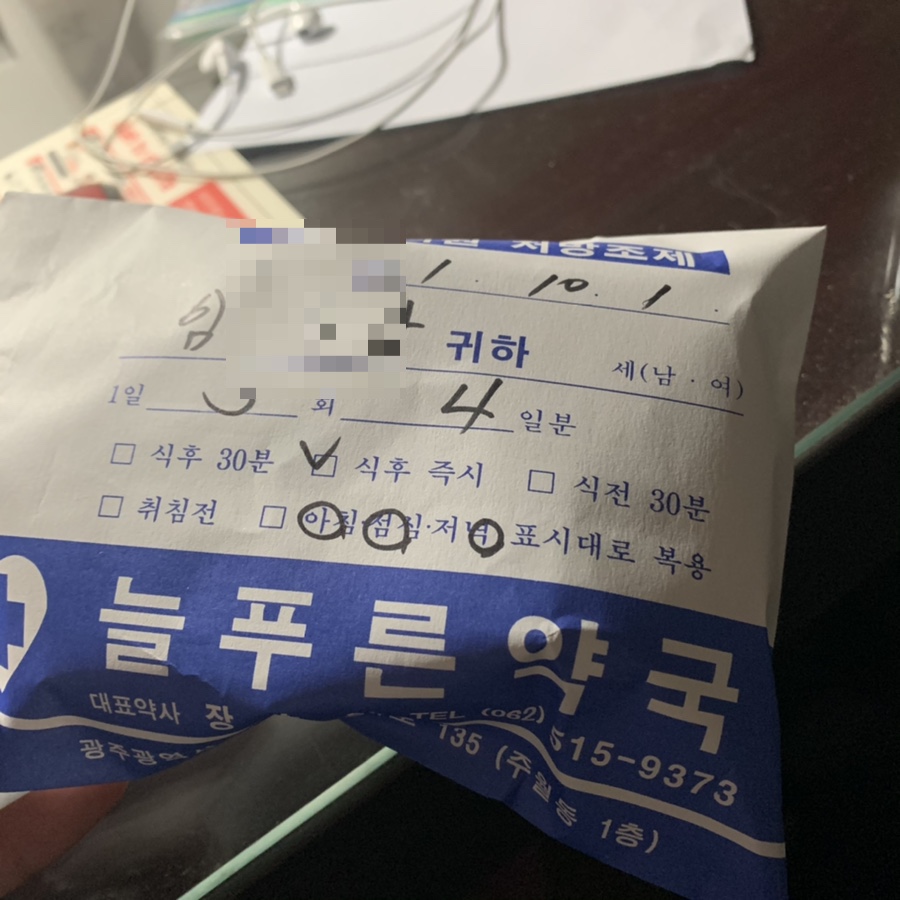 처방조제
1 . 10. 1 .
임 귀하 세(남 · 여)
1일 3 회 4 일분
□ 식후 30분 ☑ 식후 즉시 □ 식전 30분
□ 취침전 □ 아침·점심·저녁 표시대로 복용
늘푸른약국
대표약사 장 TEL (062) 515-9373
광주광역 135 (주월동 1층)